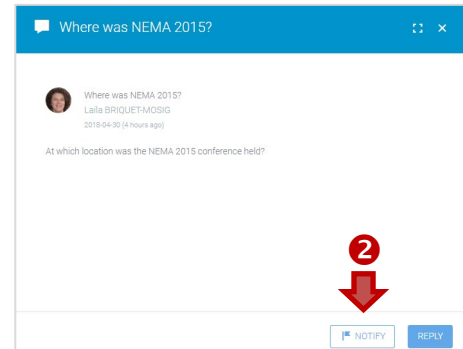 Where was NEMA 2015?
Where was NEMA 2015?
Laila BRIQUET-MOSIG
2018-04-30 (4 hours ago)
At which location was the NEMA 2015 conference held?
2
NOTIFY
REPLY